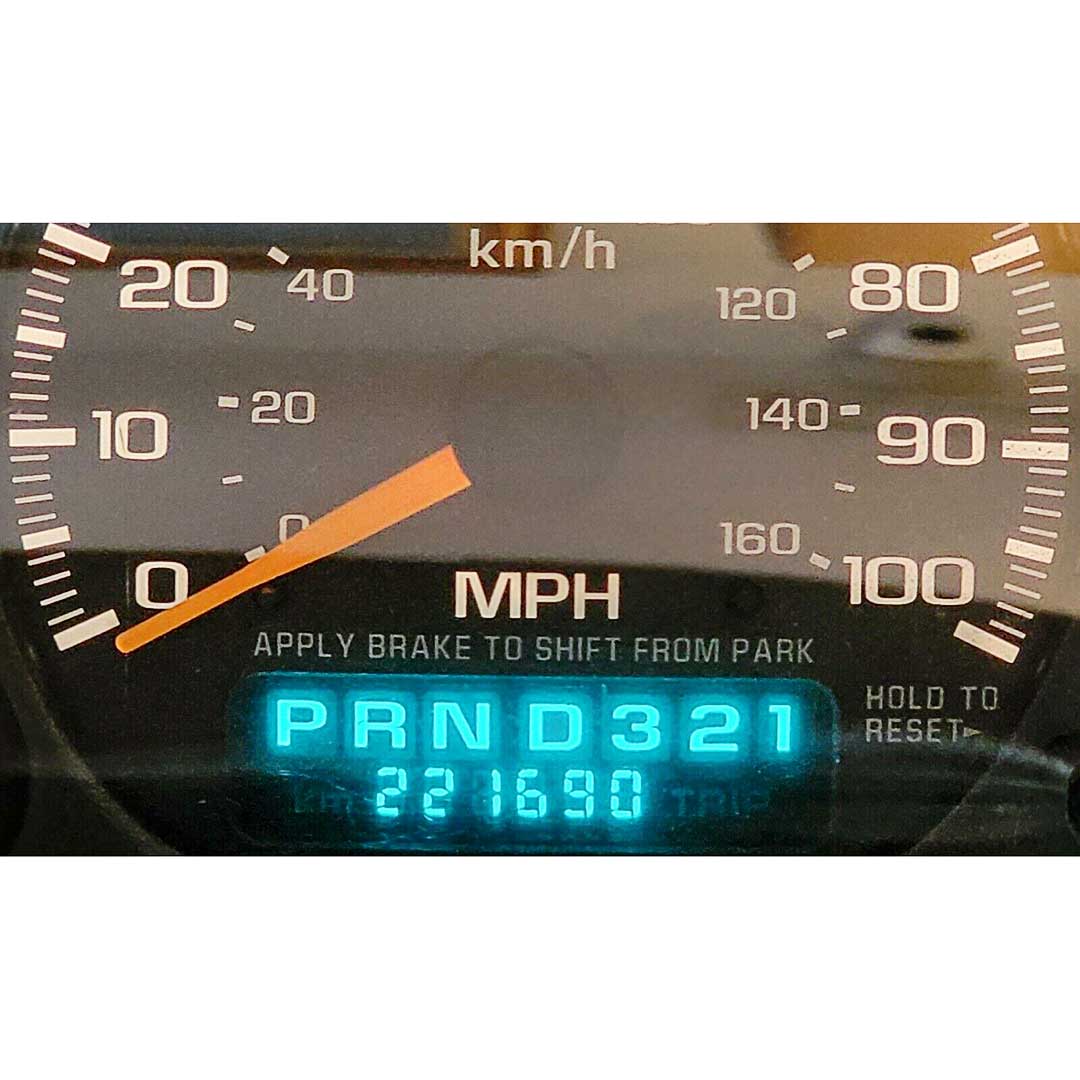 km/h
20 40 120 80
10 20 140 90
0 0 160 100
MPH
APPLY BRAKE TO SHIFT FROM PARK
PRND321
HOLD TO
RESET
221690 TRIP